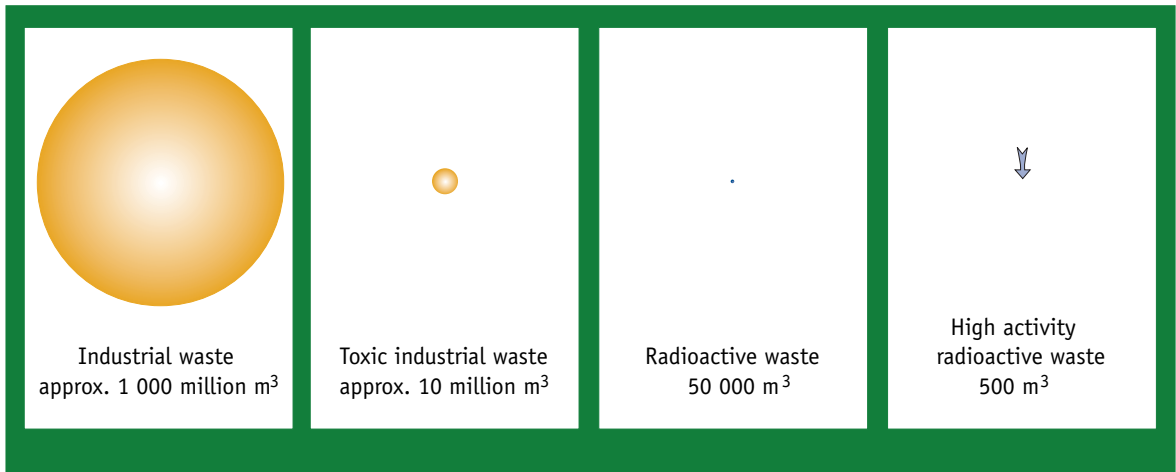 Industrial waste
approx. 1 000 million m³
Toxic industrial waste
approx. 10 million m³
Radioactive waste
50 000 m³
High activity
radioactive waste
500 m³